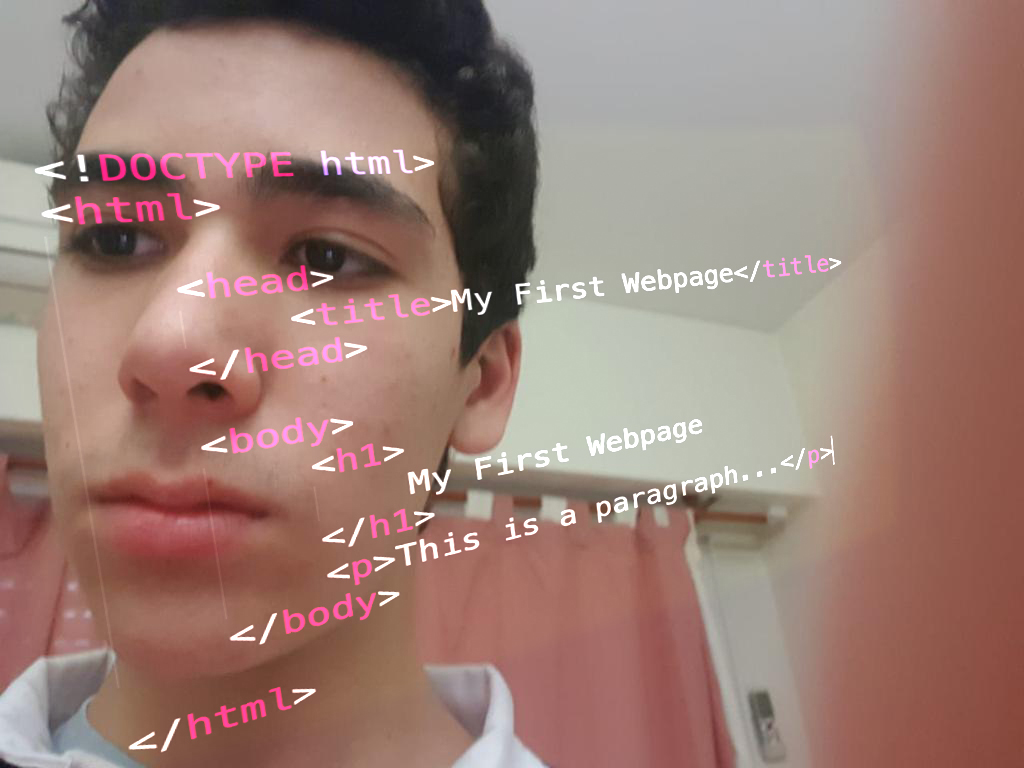 <!DOCTYPE html>
<html>
<head>
<title>My First Webpage</title>
</head>
<body>
<h1>
My First Webpage
</h1>
<p>This is a paragraph...</p>
</body>
</html>